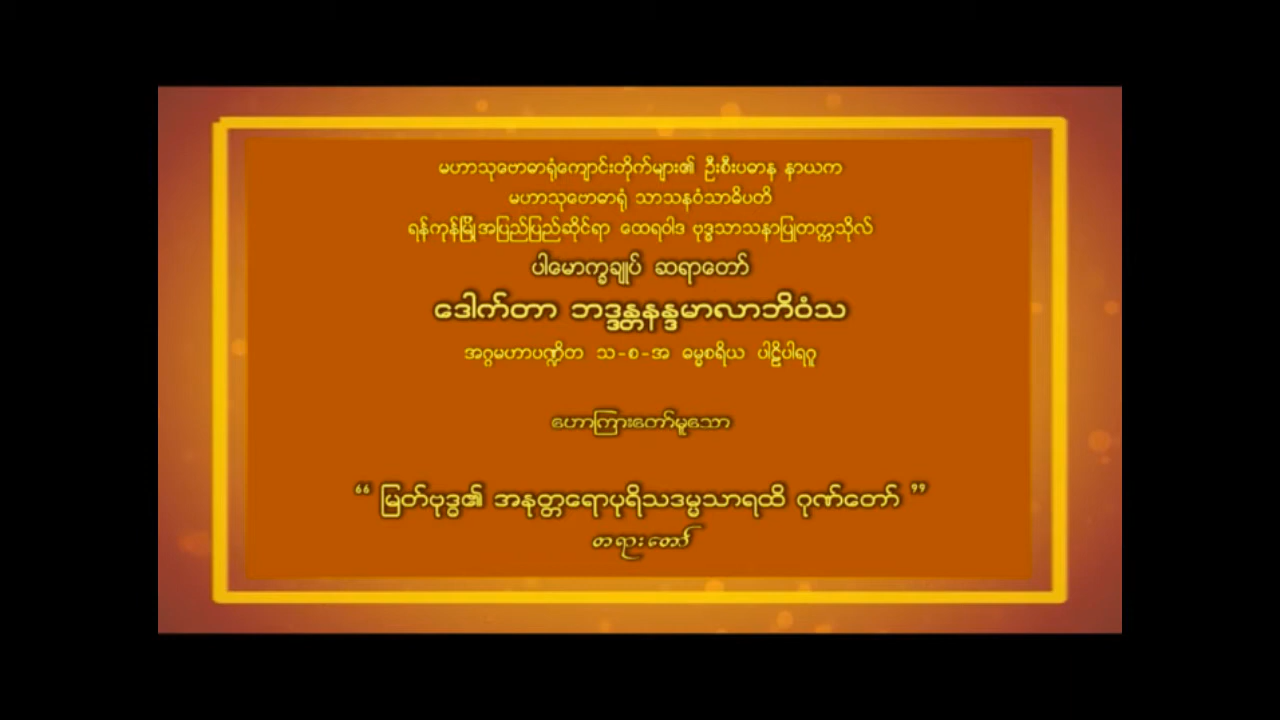 မဟာသုဗောဓာရုံကျောင်းတိုက်များ၏ ဦးစီးပဓာန နာယက
မဟာသုဗောဓာရုံ သာသနဝံသာဓိပတိ
ရန်ကုန်မြို့အပြည်ပြည်ဆိုင်ရာ ထေရဝါဒ ဗုဒ္ဓသာသနာပြုတက္ကသိုလ်
ပါမောက္ခချုပ် ဆရာတော်
ဒေါက်တာ ဘဒ္ဒန္တနန္ဒမာလာဘိဝံသ
အဂ္ဂမဟာပဏ္ဍိတ သ-စ-အ ဓမ္မစရိယ ပါဠိပါရဂူ
ဟောကြားတော်မူသော
“ မြတ်ဗုဒ္ဓ၏ အနုတ္တရောပုရိသဒမ္မသာရထိ ဂုဏ်တော် ”
တရားတော်